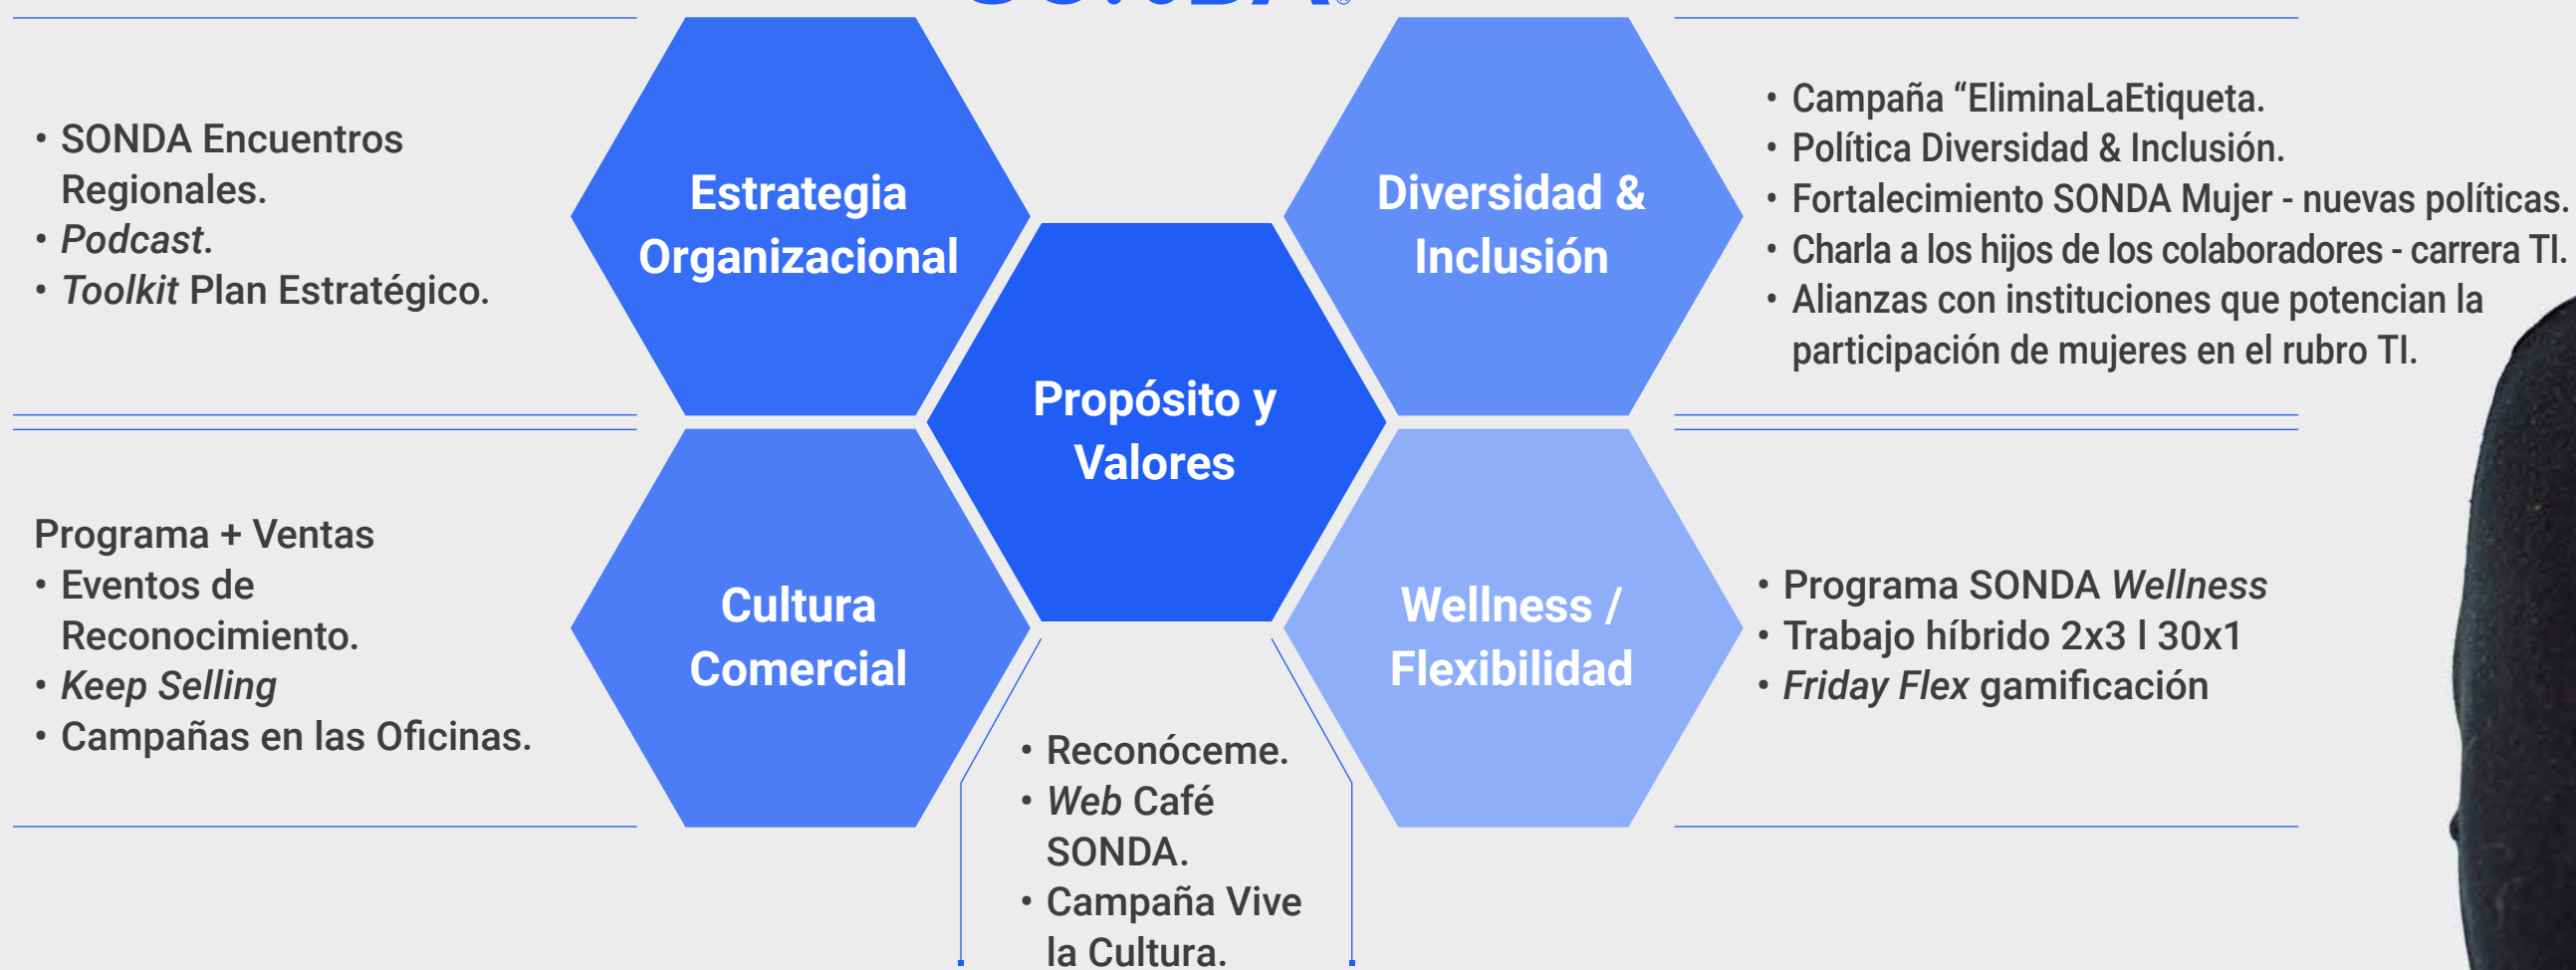 SONDA Encuentros
Regionales.
Podcast.
Toolkit Plan Estratégico.
Estrategia
Organizacional
Diversidad &
Inclusión
• Campaña “EliminaLaEtiqueta.
• Política Diversidad & Inclusión.
• Fortalecimiento SONDA Mujer - nuevas políticas.
• Charla a los hijos de los colaboradores - carrera TI.
• Alianzas con instituciones que potencian la
participación de mujeres en el rubro TI.
Propósito y
Valores
Programa + Ventas
• Eventos de
Reconocimiento.
• Keep Selling
• Campañas en las Oficinas.
Cultura
Comercial
Wellness /
Flexibilidad
• Programa SONDA Wellness
• Trabajo híbrido 2x3 l 30x1
• Friday Flex gamificación
• Reconóceme.
• Web Café
SONDA.
• Campaña Vive
la Cultura.